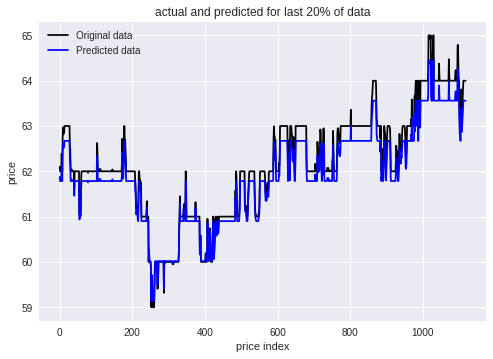 actual and predicted for last 20% of data
Original data
Predicted data
65
64
63
62
61
60
59
price
0
200
400
600
800
1000
price index